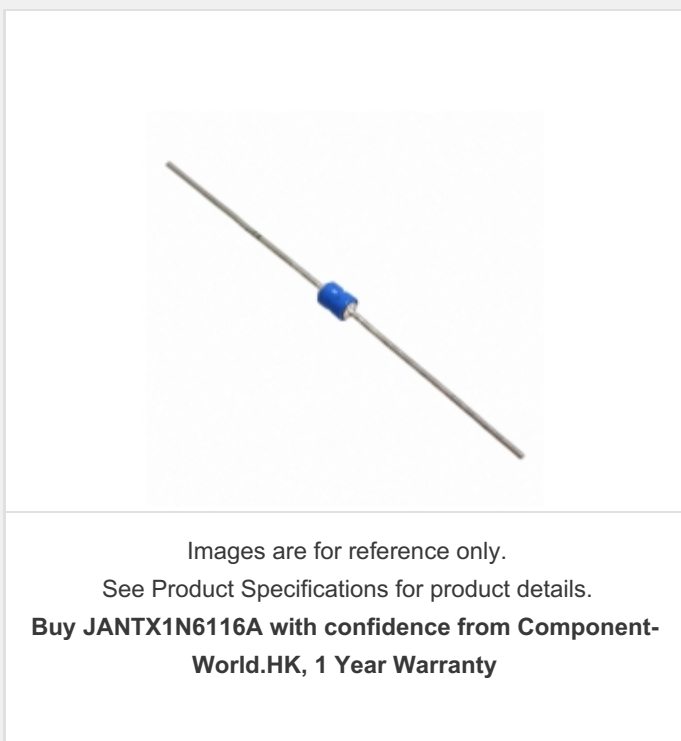 Images are for reference only.
See Product Specifications for product details.
Buy JANTX1N6116A with confidence from Component-
World.HK, 1 Year Warranty